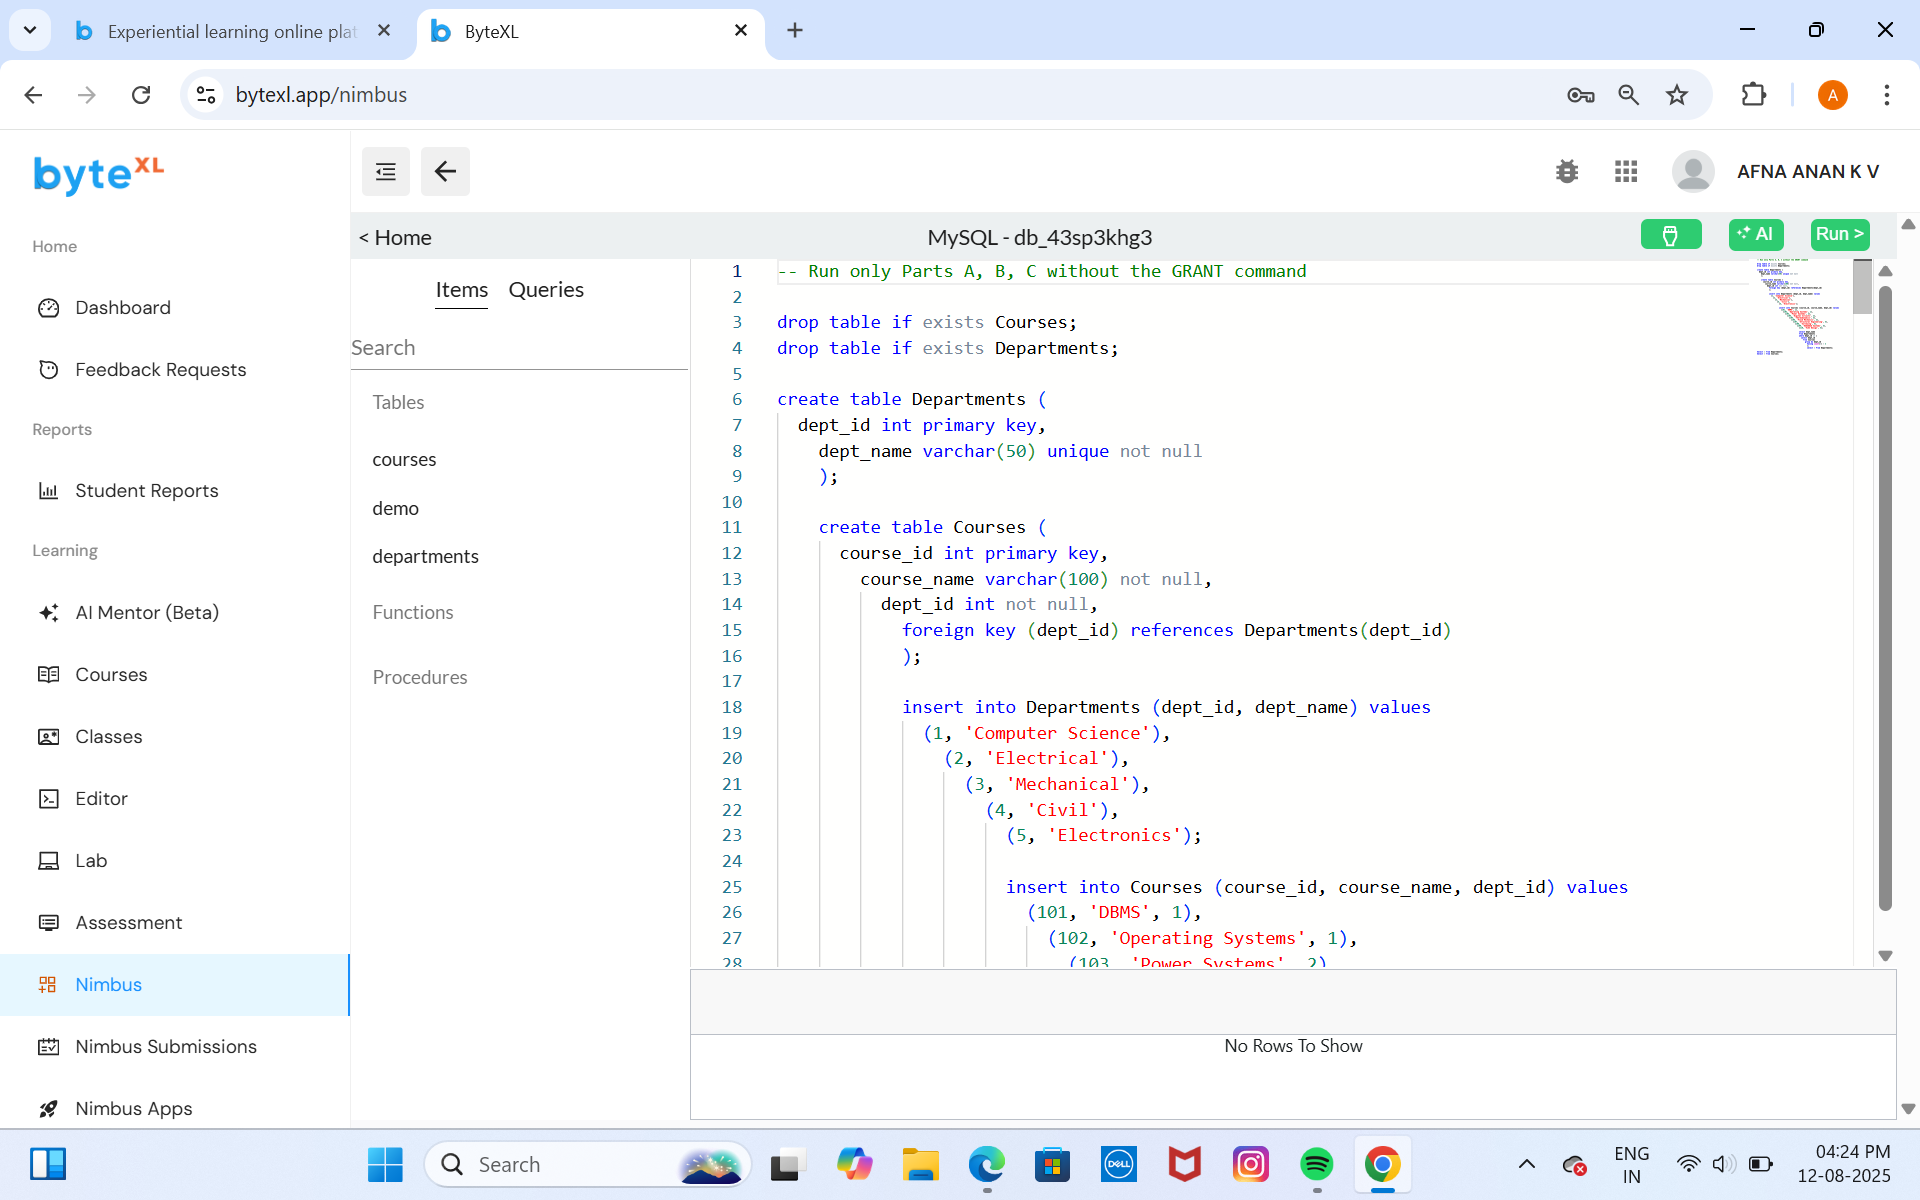 Experiential learning online plat
ByteXL
bytexl.app/nimbus
A
byteXL
AFNA ANAN K V
Home
Dashboard
Feedback Requests
Reports
Student Reports
Learning
AI Mentor (Beta)
Courses
Classes
Editor
Lab
Assessment
Nimbus
Nimbus Submissions
Nimbus Apps
< Home
MySQL - db_43sp3khg3
AI
Run >
Items
Queries
Search
Tables
courses
demo
departments
Functions
Procedures
1 -- Run only Parts A, B, C without the GRANT command
2
3 drop table if exists Courses;
4 drop table if exists Departments;
5
6 create table Departments (
7 dept_id int primary key,
8 dept_name varchar(50) unique not null
9 );
10
11 create table Courses (
12 course_id int primary key,
13 course_name varchar(100) not null,
14 dept_id int not null,
15 foreign key (dept_id) references Departments(dept_id)
16 );
17
18 insert into Departments (dept_id, dept_name) values
19 (1, 'Computer Science'),
20 (2, 'Electrical'),
21 (3, 'Mechanical'),
22 (4, 'Civil'),
23 (5, 'Electronics');
24
25 insert into Courses (course_id, course_name, dept_id) values
26 (101, 'DBMS', 1),
27 (102, 'Operating Systems', 1),
28 (103, 'Power Systems', 2)
No Rows To Show
Search
DELL
ENG
IN
04:24 PM
12-08-2025